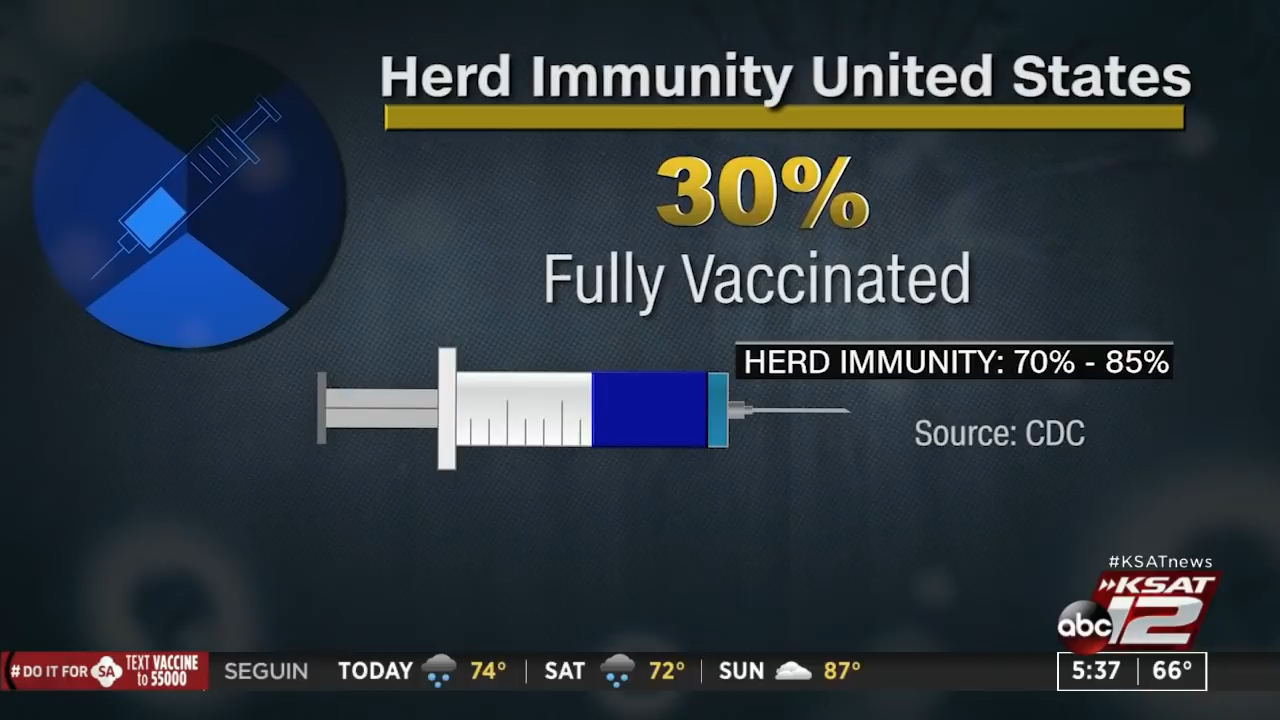 Herd Immunity United States
30%
Fully Vaccinated
HERD IMMUNITY: 70% - 85%
Source: CDC
#KSATnews
KSAT
abc 12
#DO IT FOR SA TEXT VACCINE to 55000
SEGUIN TODAY 74° SAT 72° SUN 87°
5:37 66°